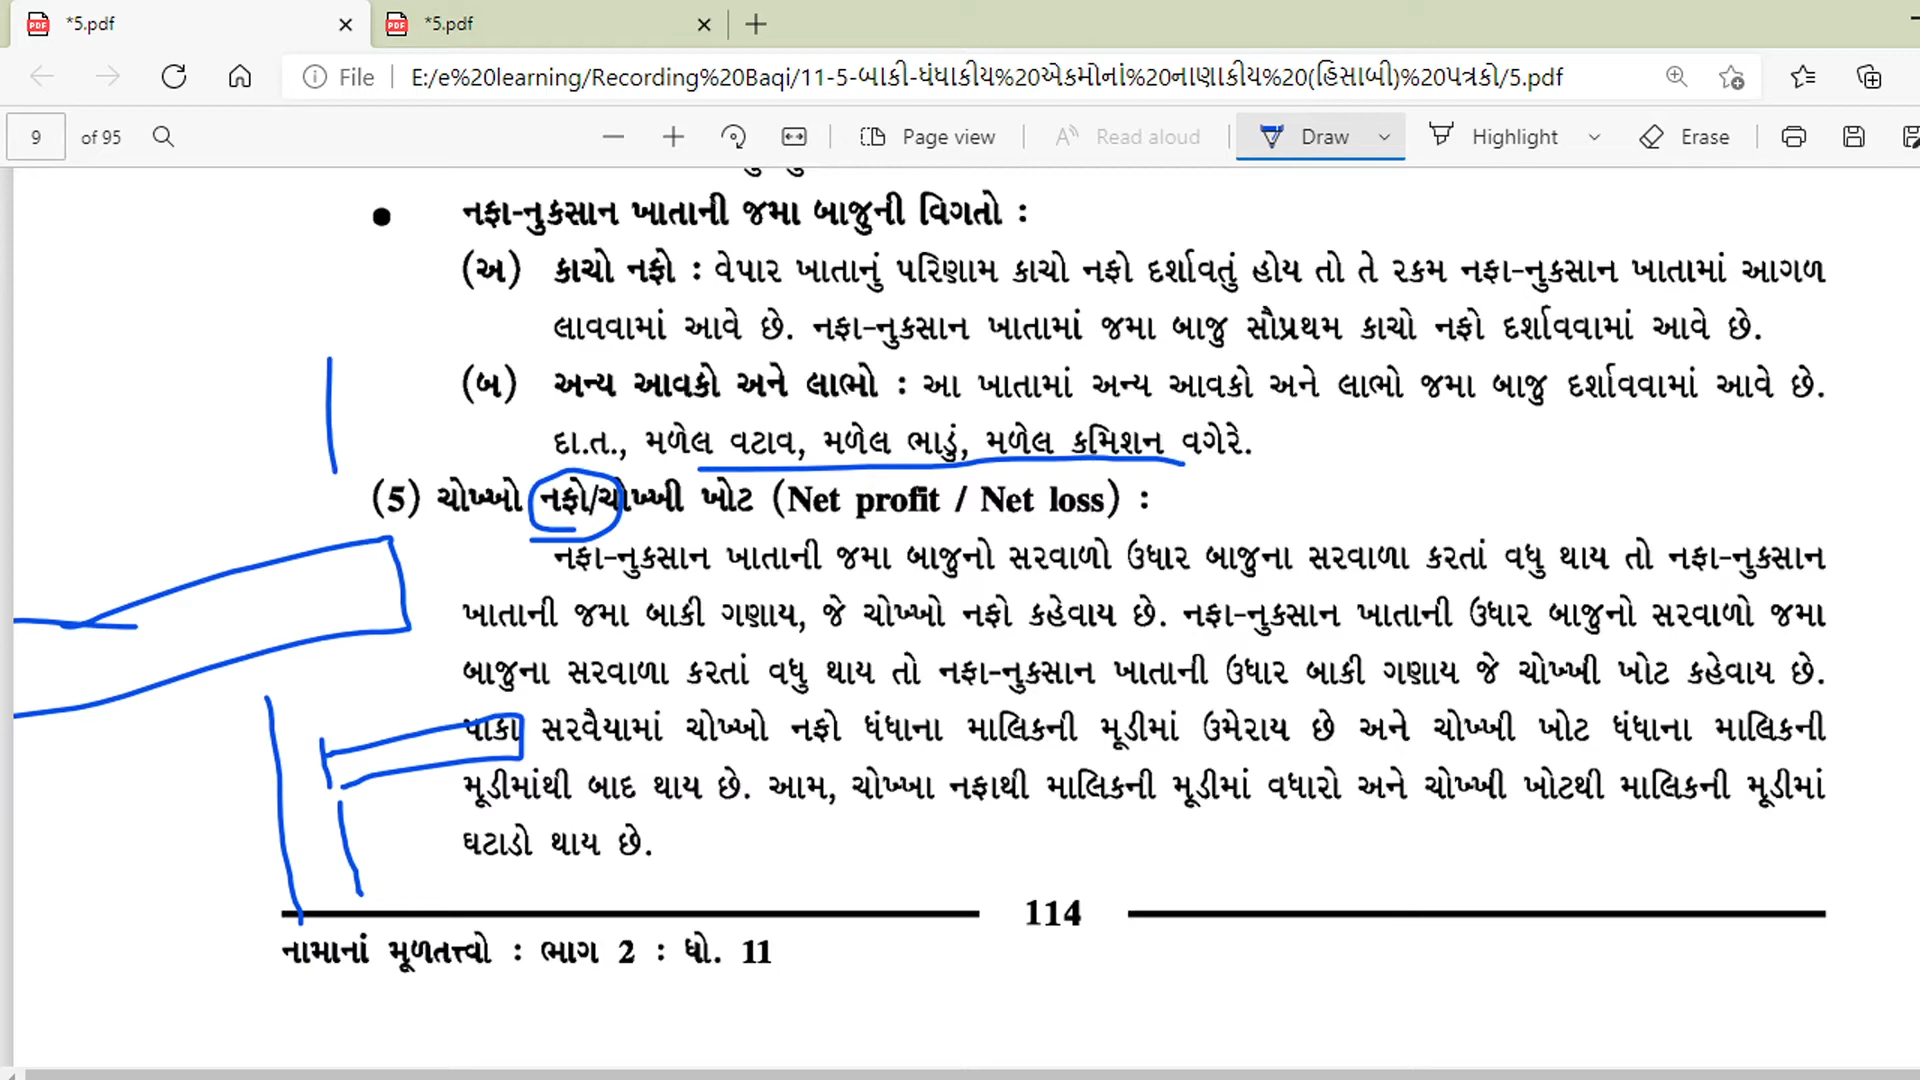 *5.pdf
*5.pdf
File
E:/e%20learning/Recording%20Baqi/11-5-બાકી-ધંધાકીય%20એકમોનાં%20નાણાકીય%20(હિસાબી)%20પત્રકો/5.pdf
9 of 95
Page view
Read aloud
Draw
Highlight
Erase
● નફા-નુકસાન ખાતાની જમા બાજુની વિગતો :
(અ) કાચો નફો : વેપાર ખાતાનું પરિણામ કાચો નફો દર્શાવતું હોય તો તે રકમ નફા-નુકસાન ખાતામાં આગળ
લાવવામાં આવે છે. નફા-નુકસાન ખાતામાં જમા બાજુ સૌપ્રથમ કાચો નફો દર્શાવવામાં આવે છે.
(બ) અન્ય આવકો અને લાભો : આ ખાતામાં અન્ય આવકો અને લાભો જમા બાજુ દર્શાવવામાં આવે છે.
દા.ત., મળેલ વટાવ, મળેલ ભાડું, મળેલ કમિશન વગેરે.
(5) ચોખ્ખો નફો/ચોખ્ખી ખોટ (Net profit / Net loss) :
નફા-નુકસાન ખાતાની જમા બાજુનો સરવાળો ઉધાર બાજુના સરવાળા કરતાં વધુ થાય તો નફા-નુકસાન
ખાતાની જમા બાકી ગણાય, જે ચોખ્ખો નફો કહેવાય છે. નફા-નુકસાન ખાતાની ઉધાર બાજુનો સરવાળો જમા
બાજુના સરવાળા કરતાં વધુ થાય તો નફા-નુકસાન ખાતાની ઉધાર બાકી ગણાય જે ચોખ્ખી ખોટ કહેવાય છે.
પાકા સરવૈયામાં ચોખ્ખો નફો ધંધાના માલિકની મૂડીમાં ઉમેરાય છે અને ચોખ્ખી ખોટ ધંધાના માલિકની
મૂડીમાંથી બાદ થાય છે. આમ, ચોખ્ખા નફાથી માલિકની મૂડીમાં વધારો અને ચોખ્ખી ખોટથી માલિકની મૂડીમાં
ઘટાડો થાય છે.
114
નામાનાં મૂળતત્ત્વો : ભાગ 2 : ધો. 11